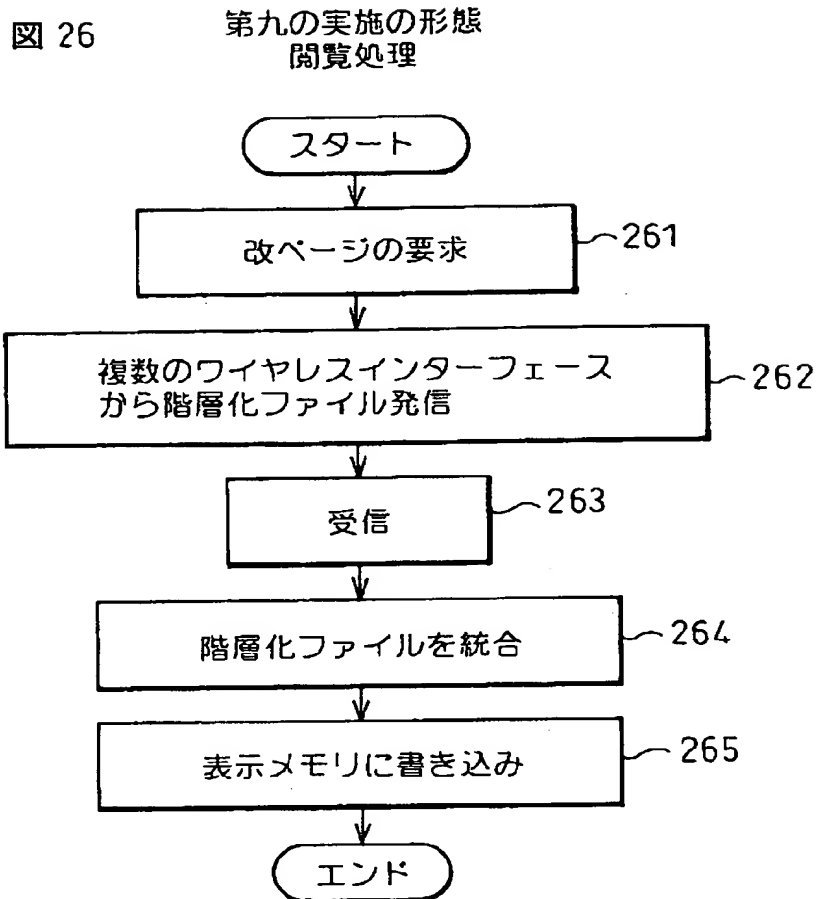 図 26
第九の実施の形態
閲覧処理
スタート
改ページの要求
261
複数のワイヤレスインターフェース
から階層化ファイル発信
262
受信
263
階層化ファイルを統合
264
表示メモリに書き込み
265
エンド